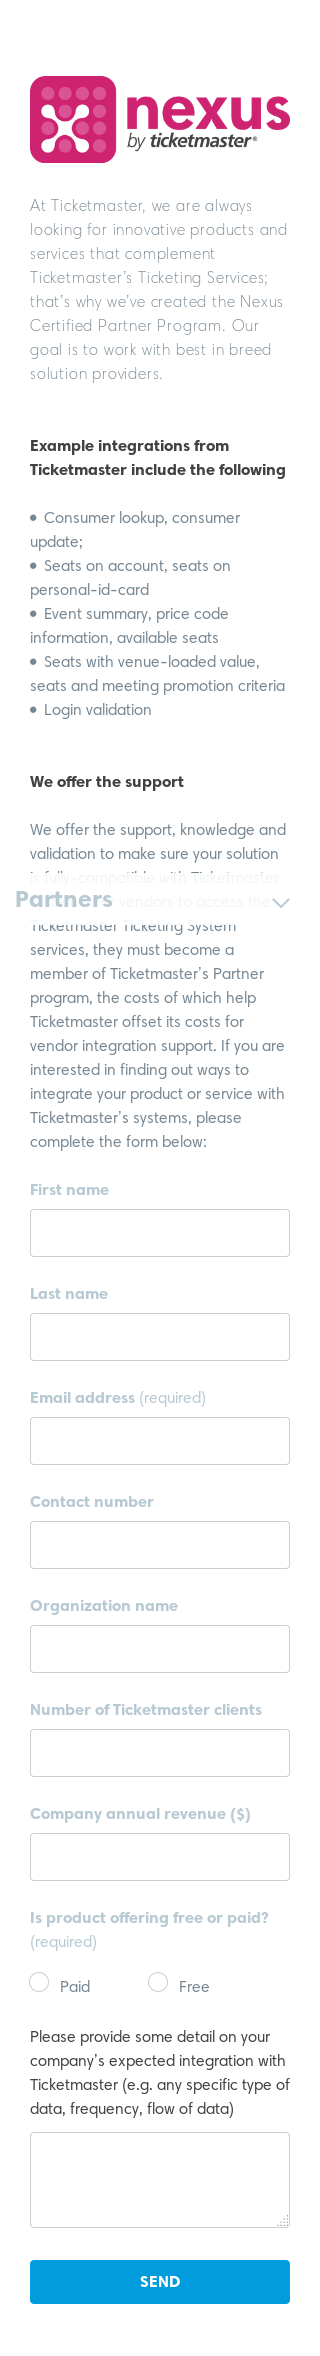 nexus
by ticketmaster®
At Ticketmaster, we are always
looking for innovative products and
services that complement
Ticketmaster's Ticketing Services;
that's why we've created the Nexus
Certified Partner Program. Our
goal is to work with best in breed
solution providers.
Example integrations from
Ticketmaster include the following
• Consumer lookup, consumer
update;
• Seats on account, seats on
personal-id-card
• Event summary, price code
information, available seats
• Seats with venue-loaded value,
seats and meeting promotion criteria
• Login validation
We offer the support
We offer the support, knowledge and
validation to make sure your solution
is fully-compatible with Ticketmaster
Partners
vendors to access the
Ticketmaster Ticketing System
services, they must become a
member of Ticketmaster's Partner
program, the costs of which help
Ticketmaster offset its costs for
vendor integration support. If you are
interested in finding out ways to
integrate your product or service with
Ticketmaster's systems, please
complete the form below:
First name
Last name
Email address (required)
Contact number
Organization name
Number of Ticketmaster clients
Company annual revenue ($)
Is product offering free or paid?
(required)
Paid Free
Please provide some detail on your
company's expected integration with
Ticketmaster (e.g. any specific type of
data, frequency, flow of data)
SEND